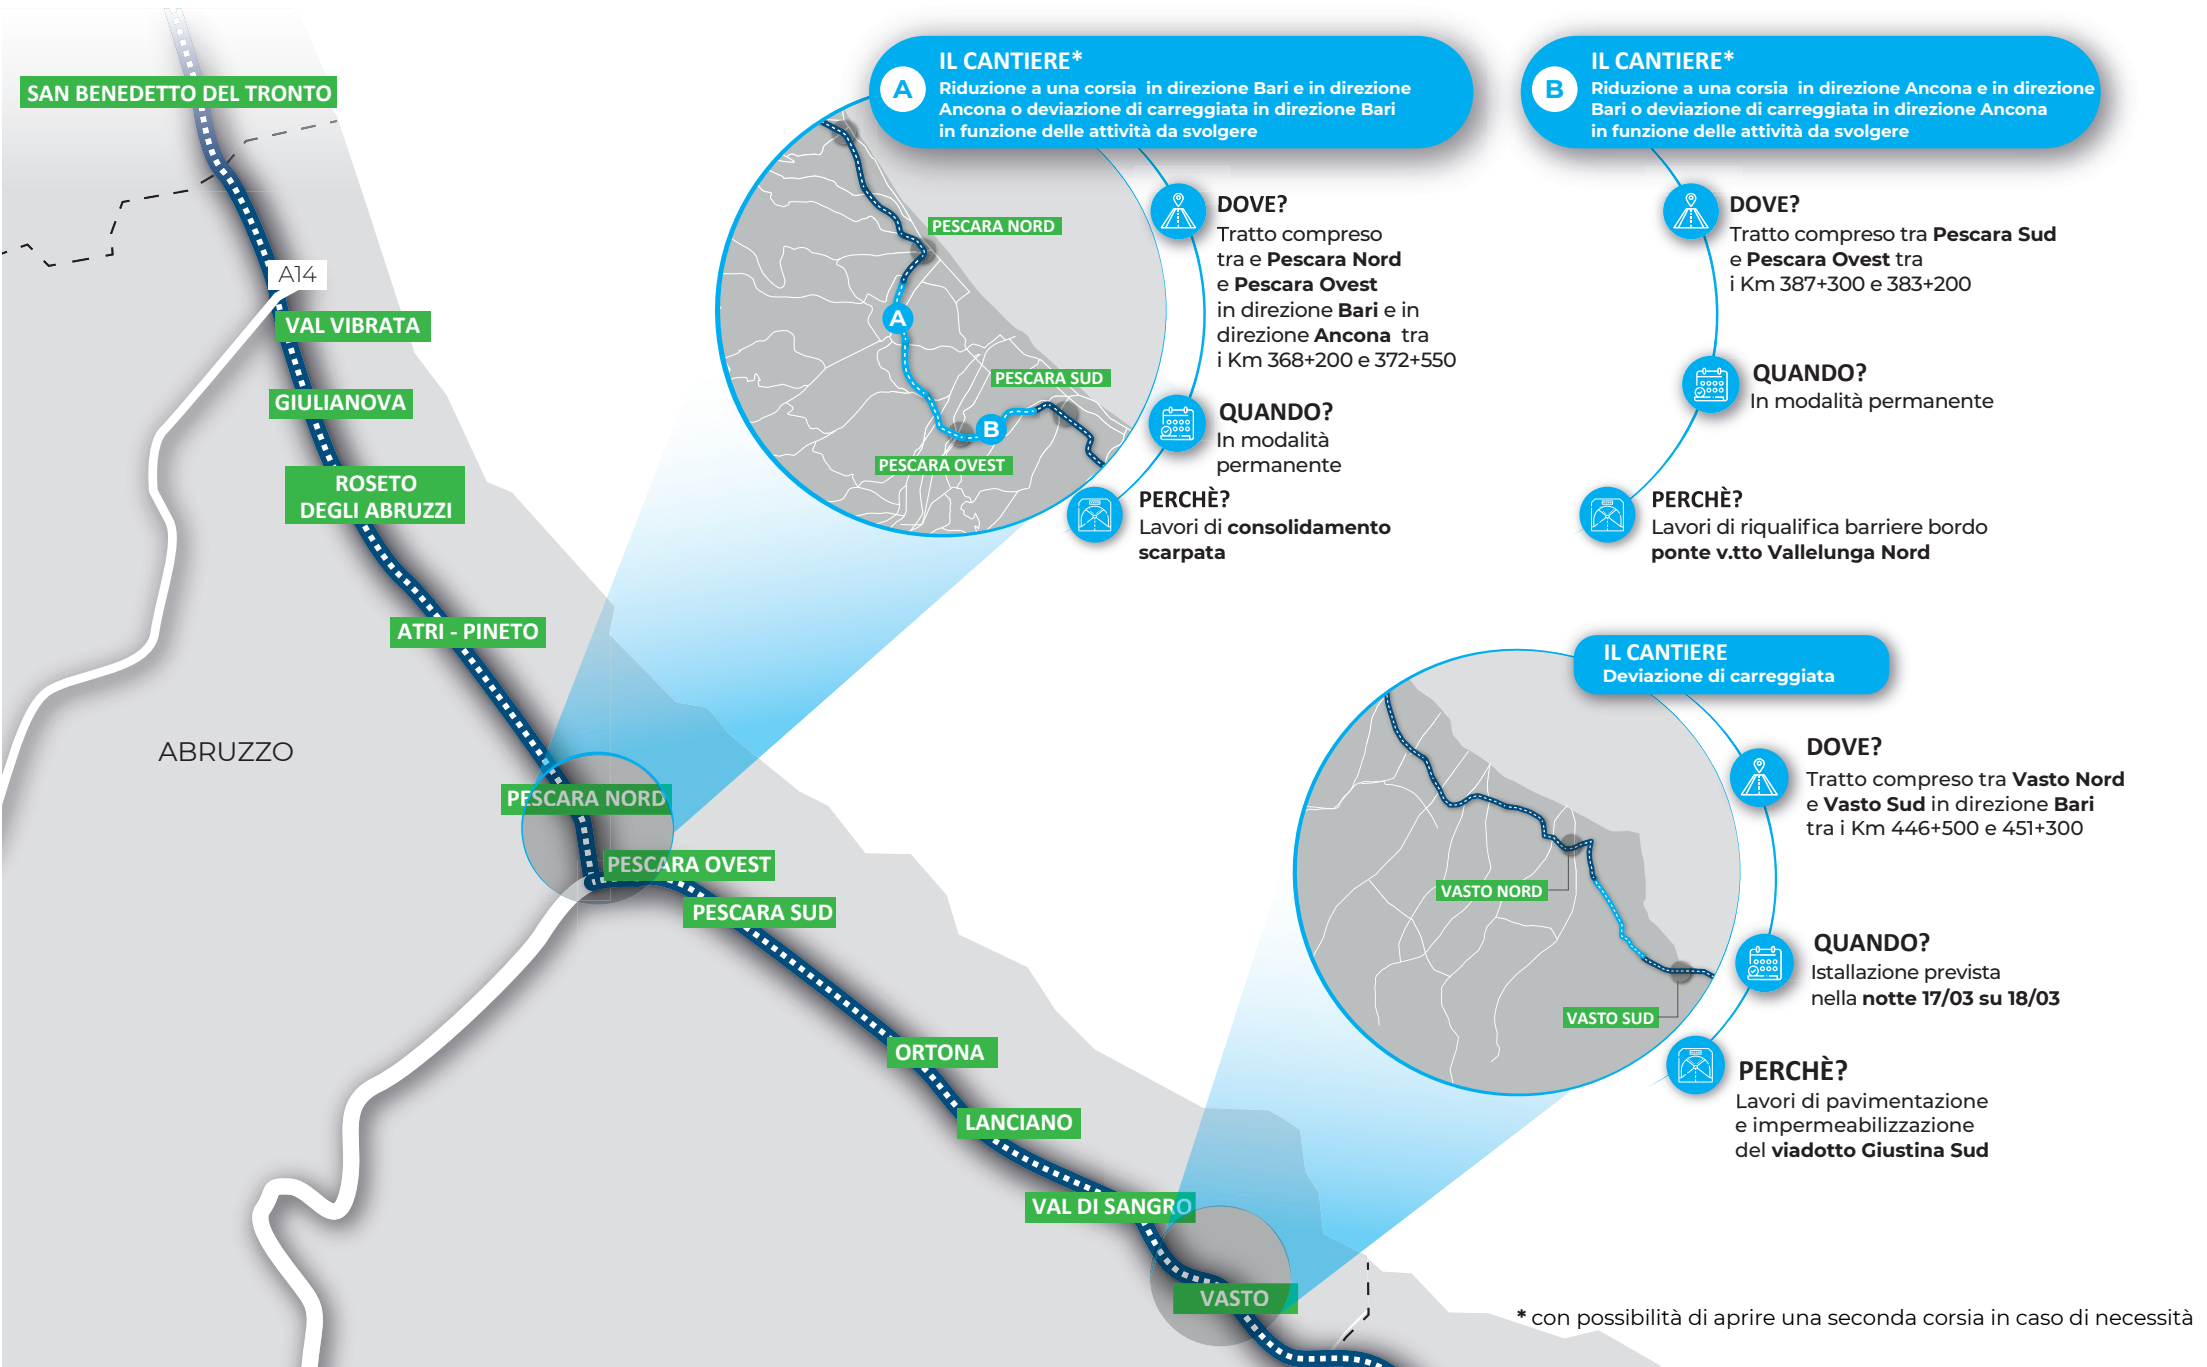 SAN BENEDETTO DEL TRONTO
A14
VAL VIBRATA
GIULIANOVA
ROSETO
DEGLI ABRUZZI
ATRI - PINETO
ABRUZZO
PESCARA NORD
PESCARA OVEST
PESCARA SUD
ORTONA
LANCIANO
VAL DI SANGRO
VASTO
A
IL CANTIERE*
Riduzione a una corsia in direzione Bari e in direzione
Ancona o deviazione di carreggiata in direzione Bari
in funzione delle attività da svolgere
PESCARA NORD
A
PESCARA SUD
B
PESCARA OVEST
DOVE?
Tratto compreso
tra e Pescara Nord
e Pescara Ovest
in direzione Bari e in
direzione Ancona tra
i Km 368+200 e 372+550
QUANDO?
In modalità
permanente
PERCHÈ?
Lavori di consolidamento
scarpata
B
IL CANTIERE*
Riduzione a una corsia in direzione Ancona e in direzione
Bari o deviazione di carreggiata in direzione Ancona
in funzione delle attività da svolgere
DOVE?
Tratto compreso tra Pescara Sud
e Pescara Ovest tra
i Km 387+300 e 383+200
QUANDO?
In modalità permanente
PERCHÈ?
Lavori di riqualifica barriere bordo
ponte v.tto Vallelunga Nord
IL CANTIERE
Deviazione di carreggiata
VASTO NORD
VASTO SUD
DOVE?
Tratto compreso tra Vasto Nord
e Vasto Sud in direzione Bari
tra i Km 446+500 e 451+300
QUANDO?
Istallazione prevista
nella notte 17/03 su 18/03
PERCHÈ?
Lavori di pavimentazione
e impermeabilizzazione
del viadotto Giustina Sud
* con possibilità di aprire una seconda corsia in caso di necessità